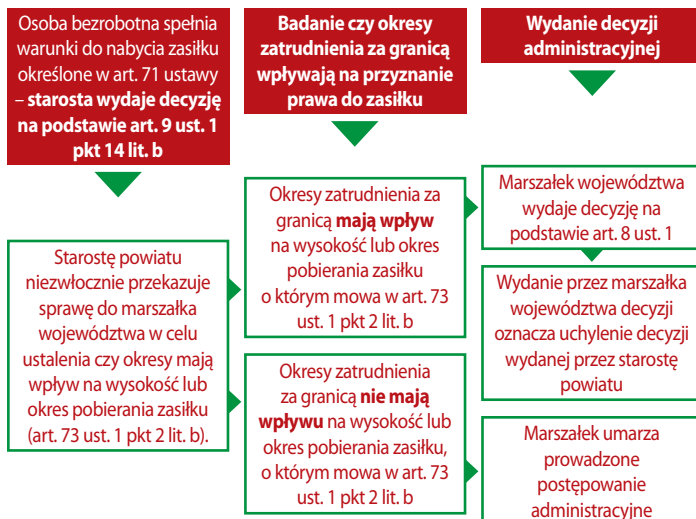 Osoba bezrobotna spełnia
warunki do nabycia zasiłku
określone w art. 71 ustawy
– starosta wydaje decyzję
na podstawie art. 9 ust. 1
pkt 14 lit. b
Starostę powiatu
niezwłocznie przekazuje
sprawę do marszałka
województwa w celu
ustalenia czy okresy mają
wpływ na wysokość lub
okres pobierania zasiłku
(art. 73 ust. 1 pkt 2 lit. b).
Badanie czy okresy
zatrudnienia za granicą
wpływają na przyznanie
prawa do zasiłku
Okresy zatrudnienia za
granicą mają wpływ
na wysokość lub okres
pobierania zasiłku
o którym mowa w art. 73
ust. 1 pkt 2 lit. b
Okresy zatrudnienia
za granicą nie mają
wpływu na wysokość lub
okres pobierania zasiłku,
o którym mowa w art. 73
ust. 1 pkt 2 lit. b
Wydanie decyzji
administracyjnej
Marszałek województwa
wydaje decyzję na
podstawie art. 8 ust. 1
Wydanie przez marszałka
województwa decyzji
oznacza uchylenie decyzji
wydanej przez starostę
powiatu
Marszałek umarza
prowadzone
postępowanie
administracyjne